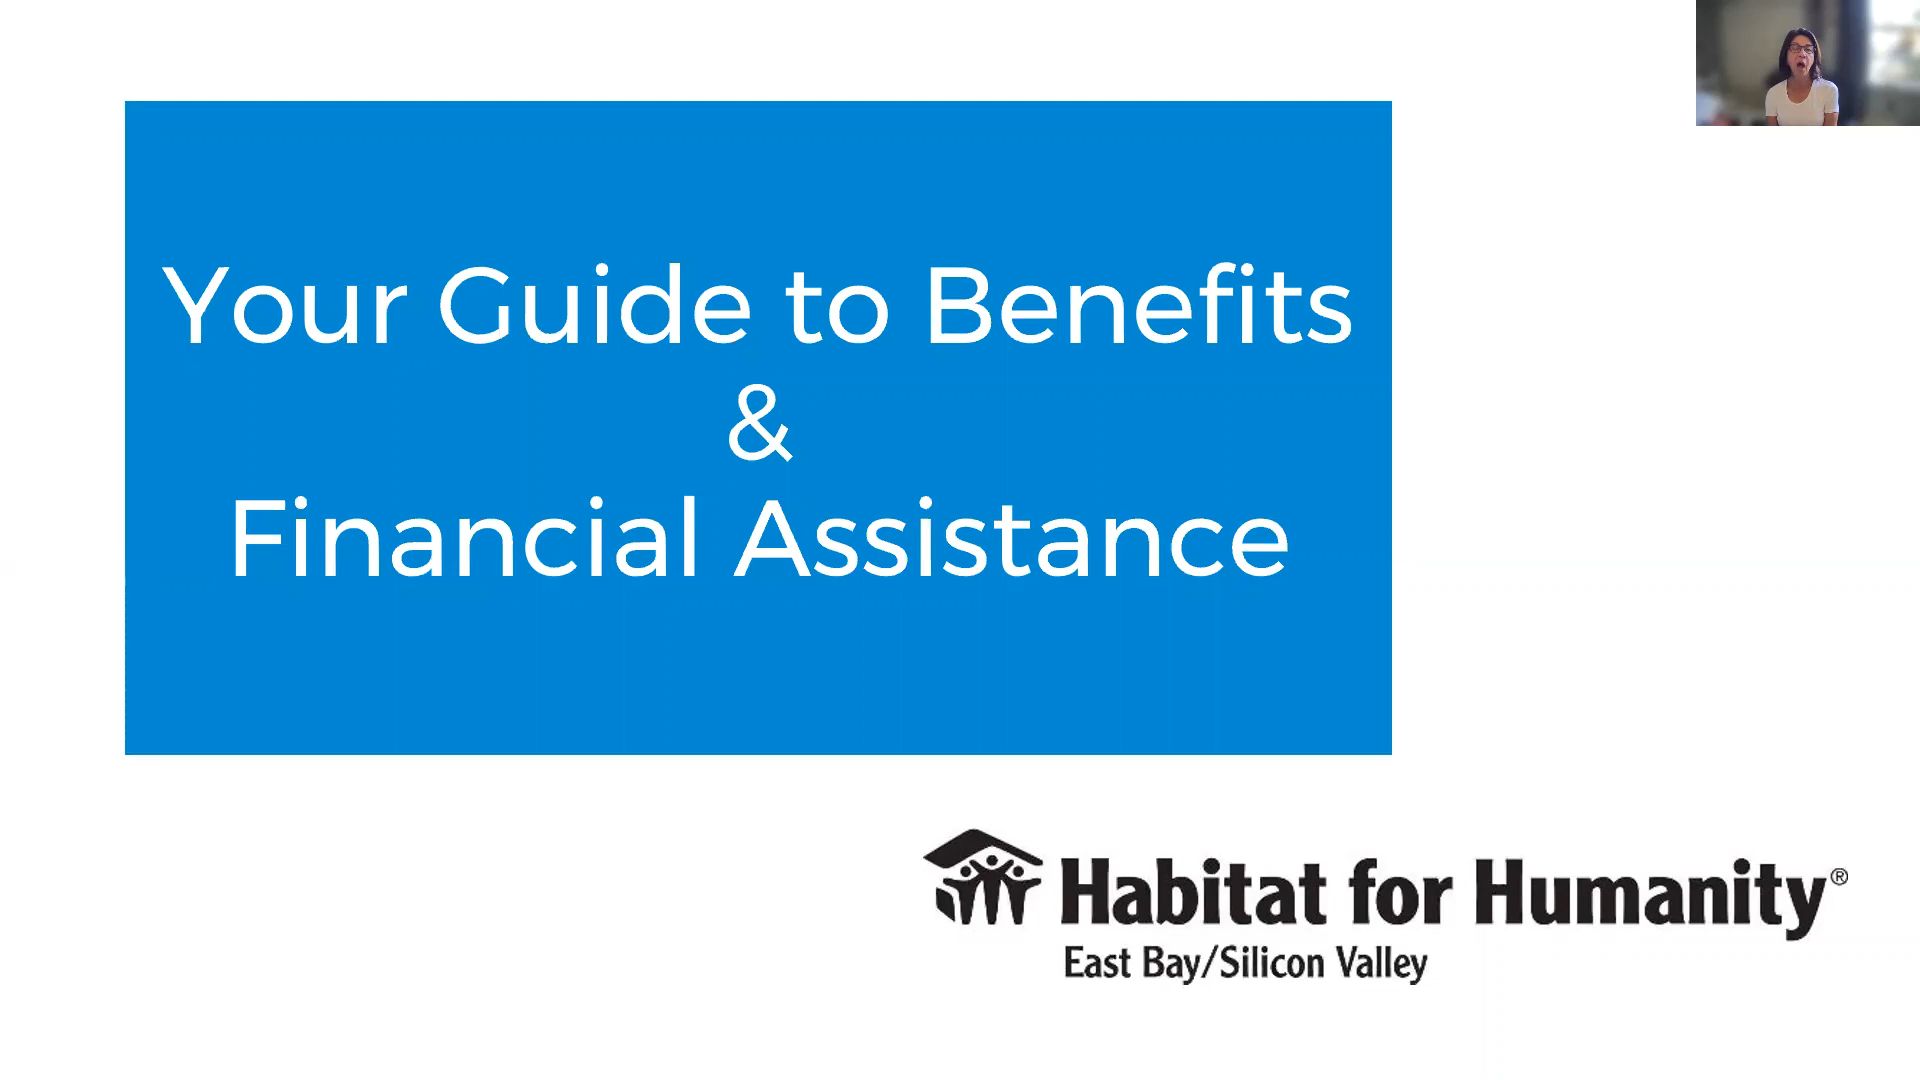 Your Guide to Benefits
&
Financial Assistance
Habitat for Humanity®
East Bay/Silicon Valley